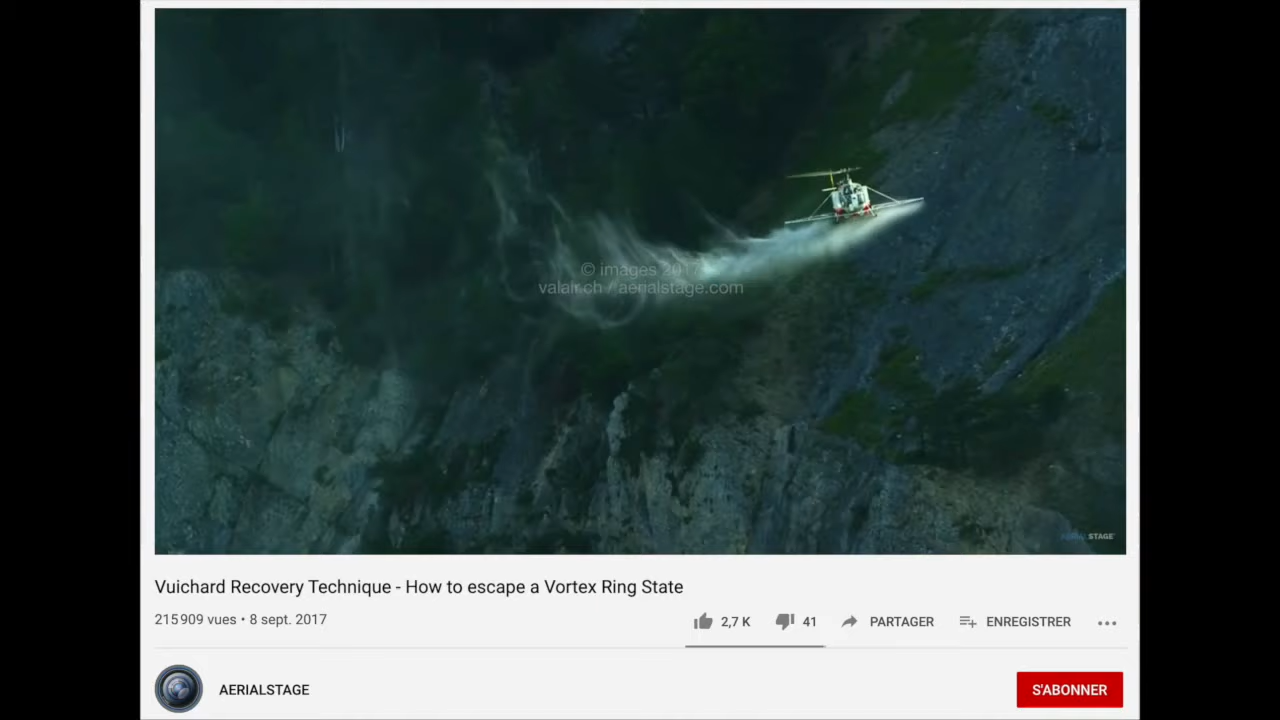 © images 2017
valair.ch / aerialstage.com
AERIALSTAGE
Vuichard Recovery Technique - How to escape a Vortex Ring State
215 909 vues • 8 sept. 2017
2,7 K
41
PARTAGER
ENREGISTRER
AERIALSTAGE
S'ABONNER